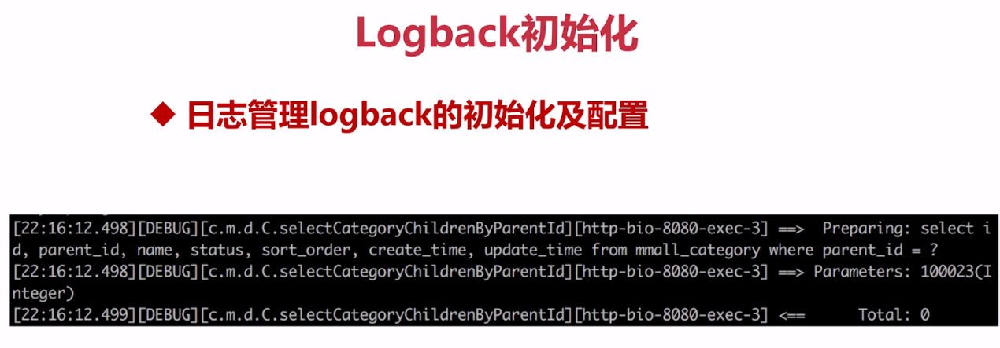 Logback初始化
◆ 日志管理logback的初始化及配置
[22:16:12.498][DEBUG][c.m.d.C.selectCategoryChildrenByParentId][http-bio-8080-exec-3] ==>  Preparing: select i
d, parent_id, name, status, sort_order, create_time, update_time from mmall_category where parent_id = ?
[22:16:12.498][DEBUG][c.m.d.C.selectCategoryChildrenByParentId][http-bio-8080-exec-3] ==> Parameters: 100023(I
nteger)
[22:16:12.499][DEBUG][c.m.d.C.selectCategoryChildrenByParentId][http-bio-8080-exec-3] <==      Total: 0